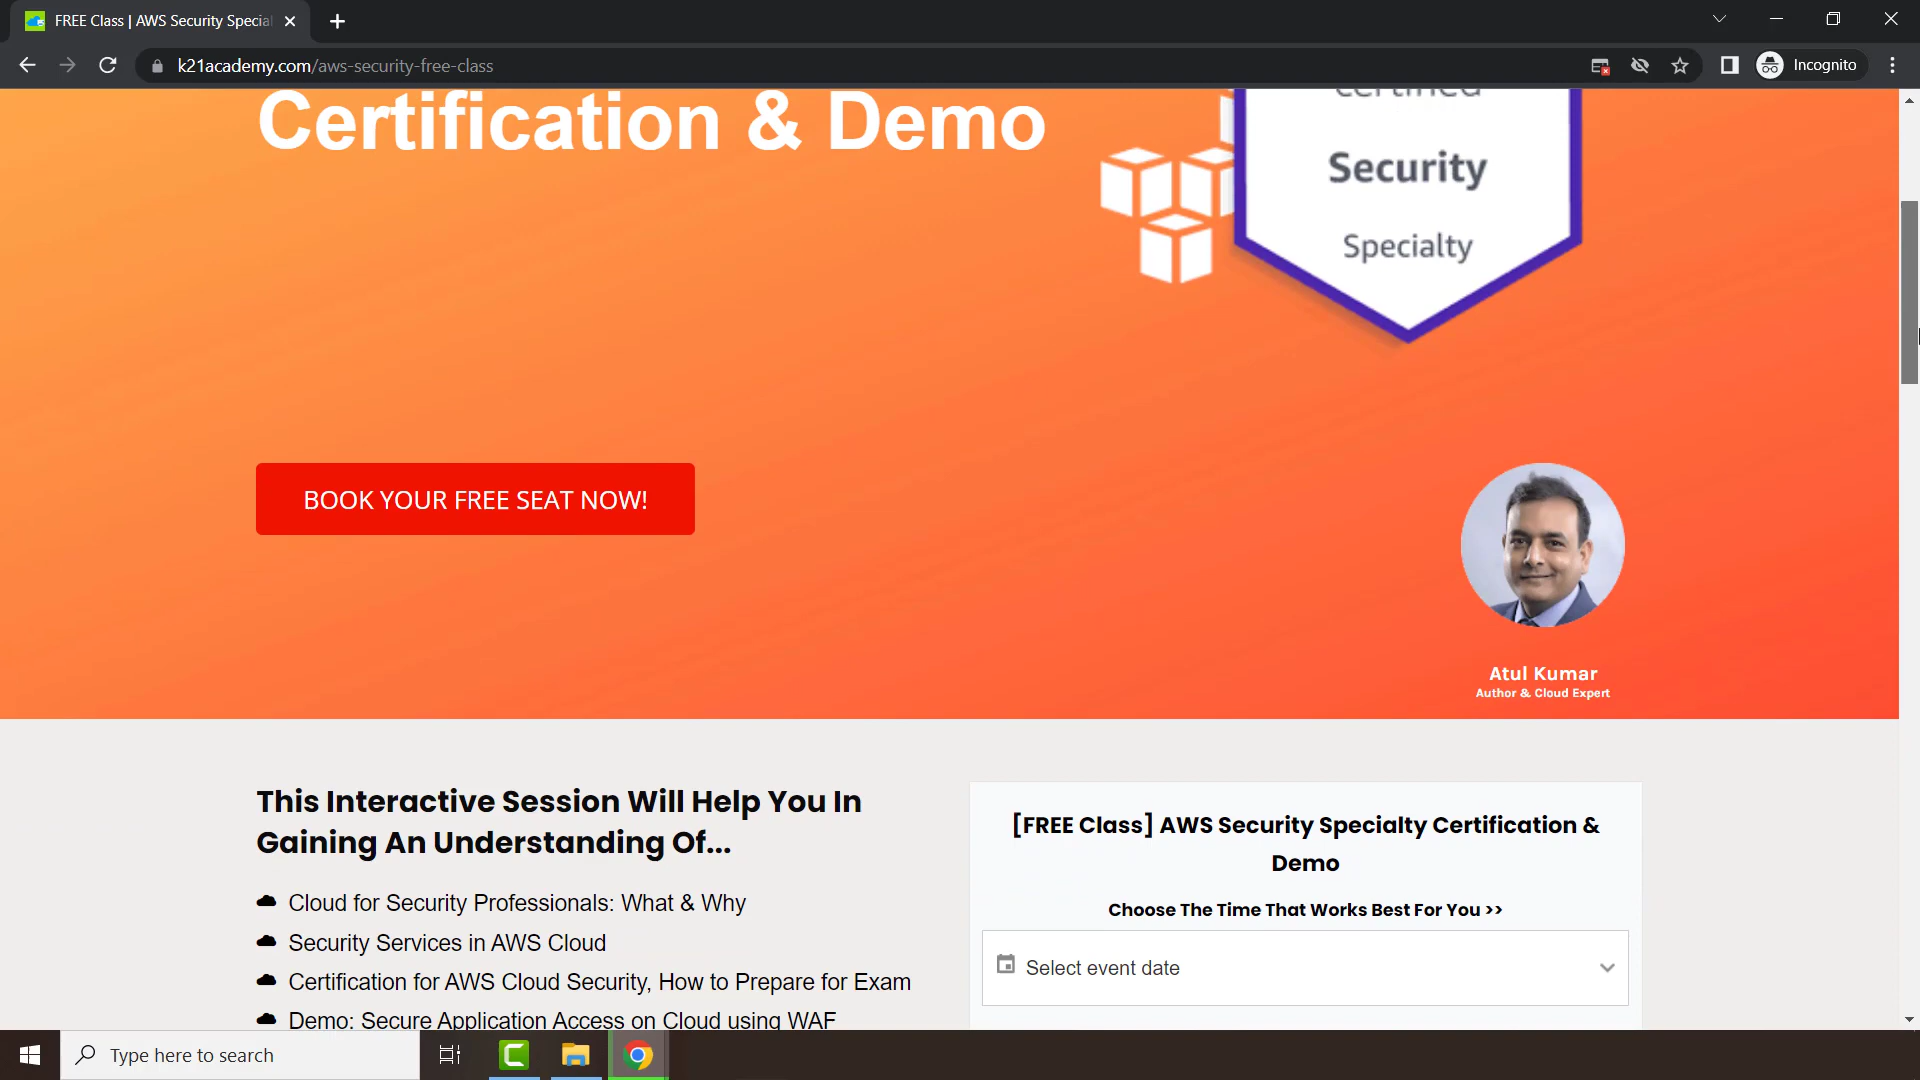 FREE Class | AWS Security Specia
k21academy.com/aws-security-free-class
Incognito
Certification & Demo
Certified
Security
Specialty
BOOK YOUR FREE SEAT NOW!
Atul Kumar
Author & Cloud Expert
This Interactive Session Will Help You In
Gaining An Understanding Of...
Cloud for Security Professionals: What & Why
Security Services in AWS Cloud
Certification for AWS Cloud Security, How to Prepare for Exam
Demo: Secure Application Access on Cloud using WAF
[FREE Class] AWS Security Specialty Certification &
Demo
Choose The Time That Works Best For You >>
Select event date
Type here to search